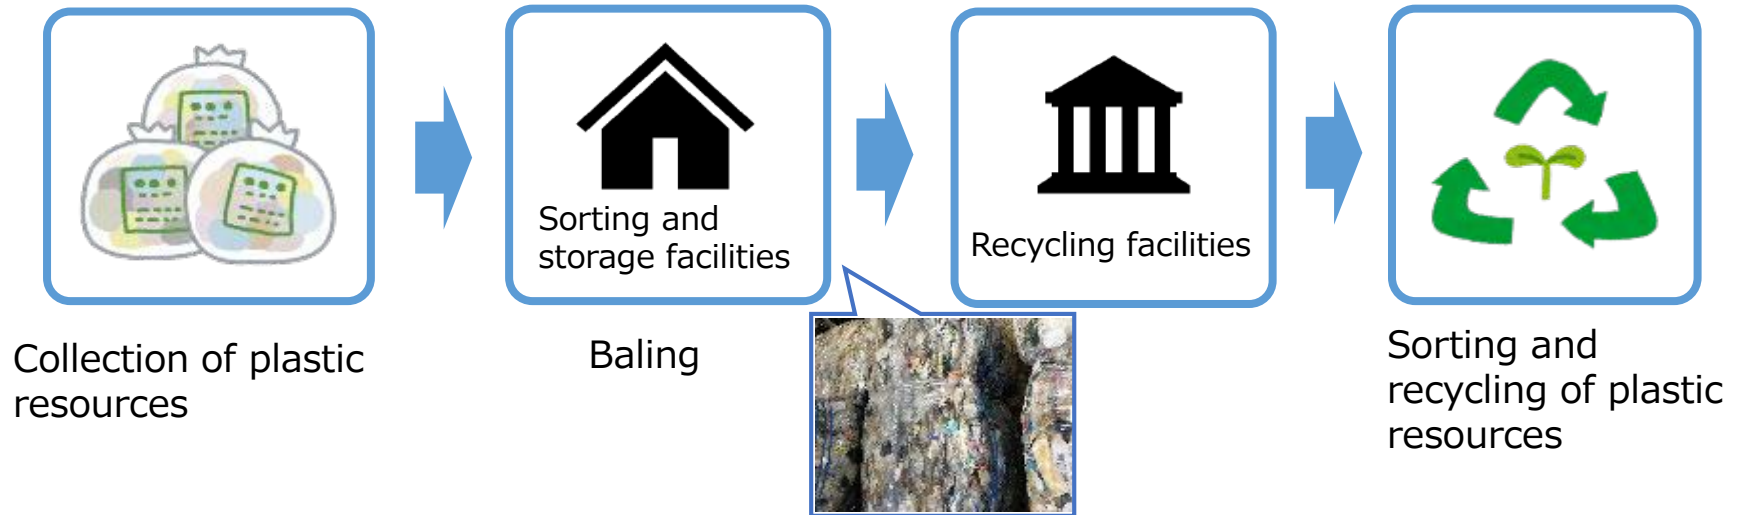 Sorting and
storage facilities
Recycling facilities
Collection of plastic
resources
Baling
Sorting and
recycling of plastic
resources